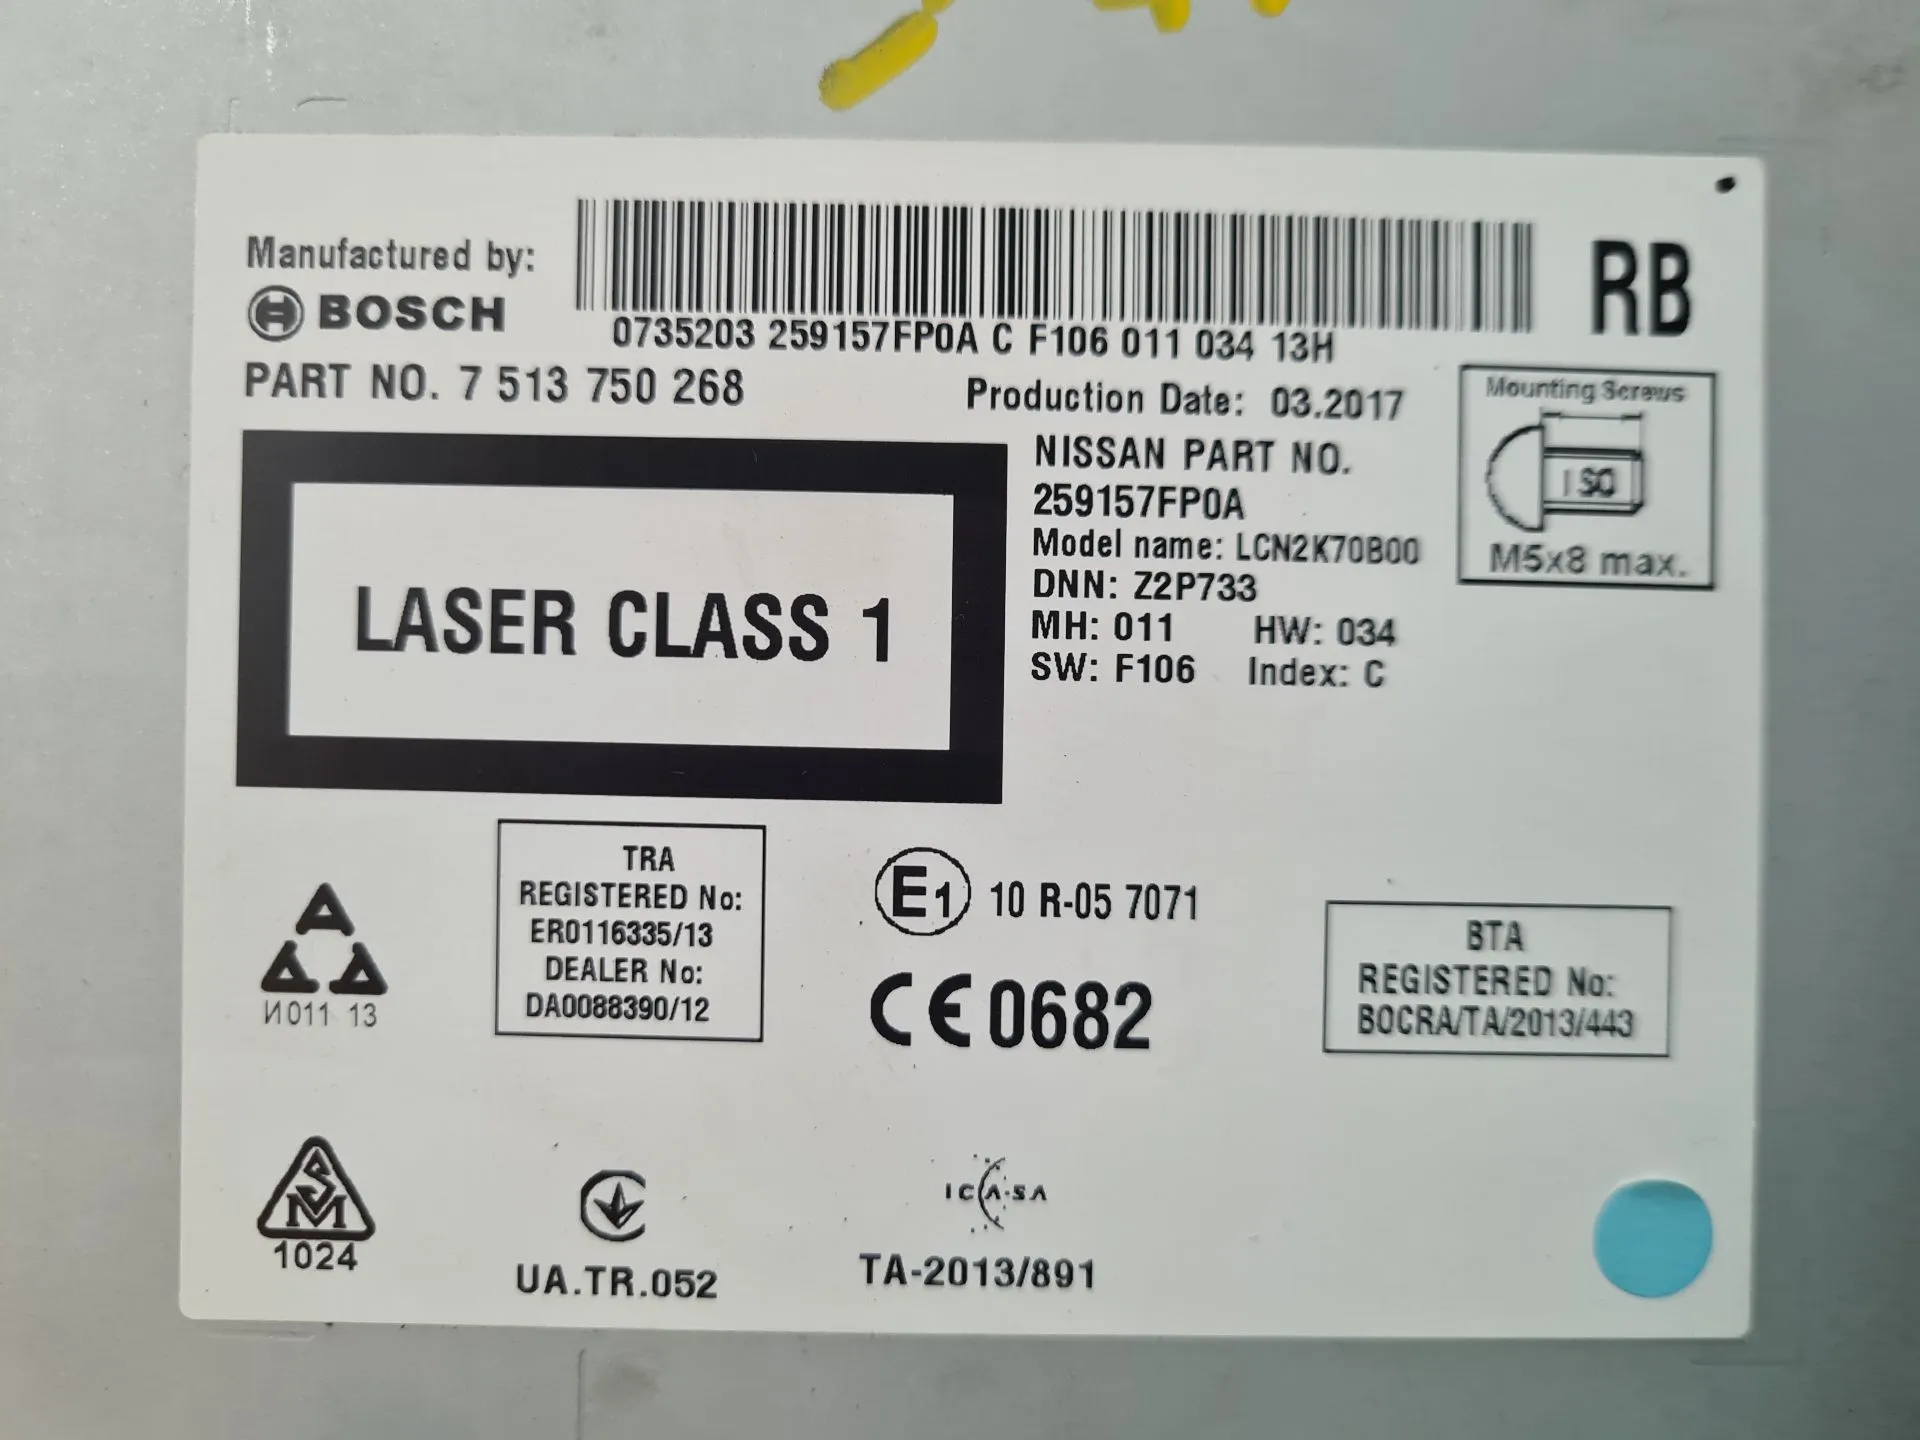 Manufactured by:
BOSCH
0735203 259157FP0A C F106 011 034 13H
RB
PART NO. 7 513 750 268
Production Date: 03.2017
Mounting Screws
ISO
M5x8 max.
LASER CLASS 1
NISSAN PART NO.
259157FP0A
Model name: LCN2K70B00
DNN: Z2P733
MH: 011 HW: 034
SW: F106 Index: C
TRA
REGISTERED No:
ER0116335/13
DEALER No:
DA0088390/12
E1 10 R-05 7071
CE 0682
BTA
REGISTERED No:
BOCRA/TA/2013/443
AAA
И011 13
SM
1024
UA.TR.052
ICASA
TA-2013/891